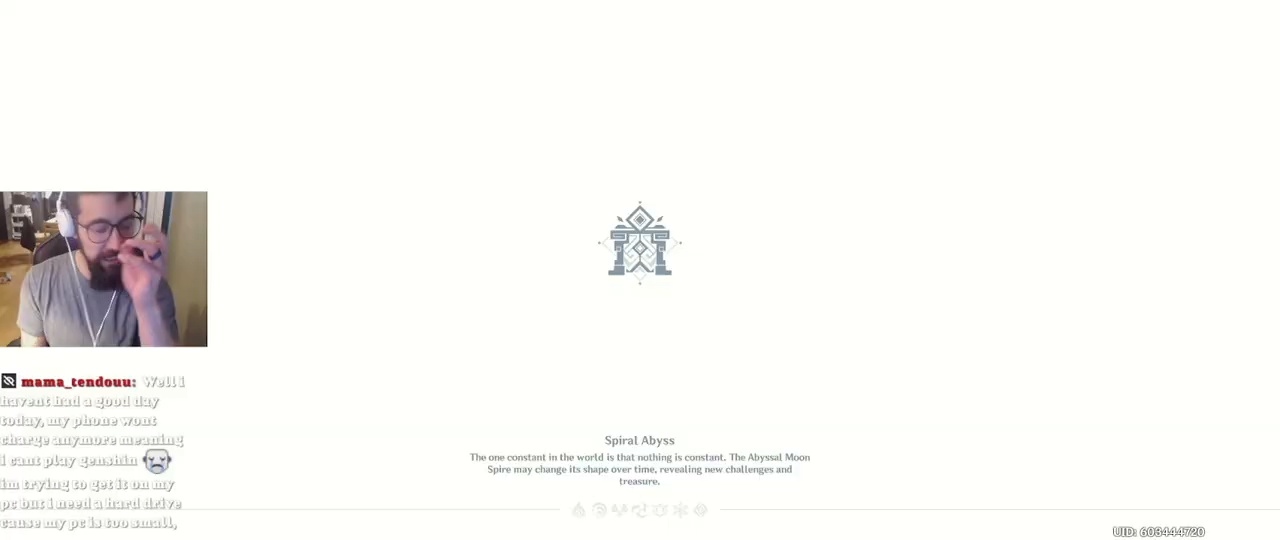 mama_tendouu: Well i
havent had a good day
today, my phone wont
charge anymore meaning
i cant play genshin
im trying to get it on my
pc but i need a hard drive
cause my pc is too small,
Spiral Abyss
The one constant in the world is that nothing is constant. The Abyssal Moon
Spire may change its shape over time, revealing new challenges and
treasure.
UID: 603444720